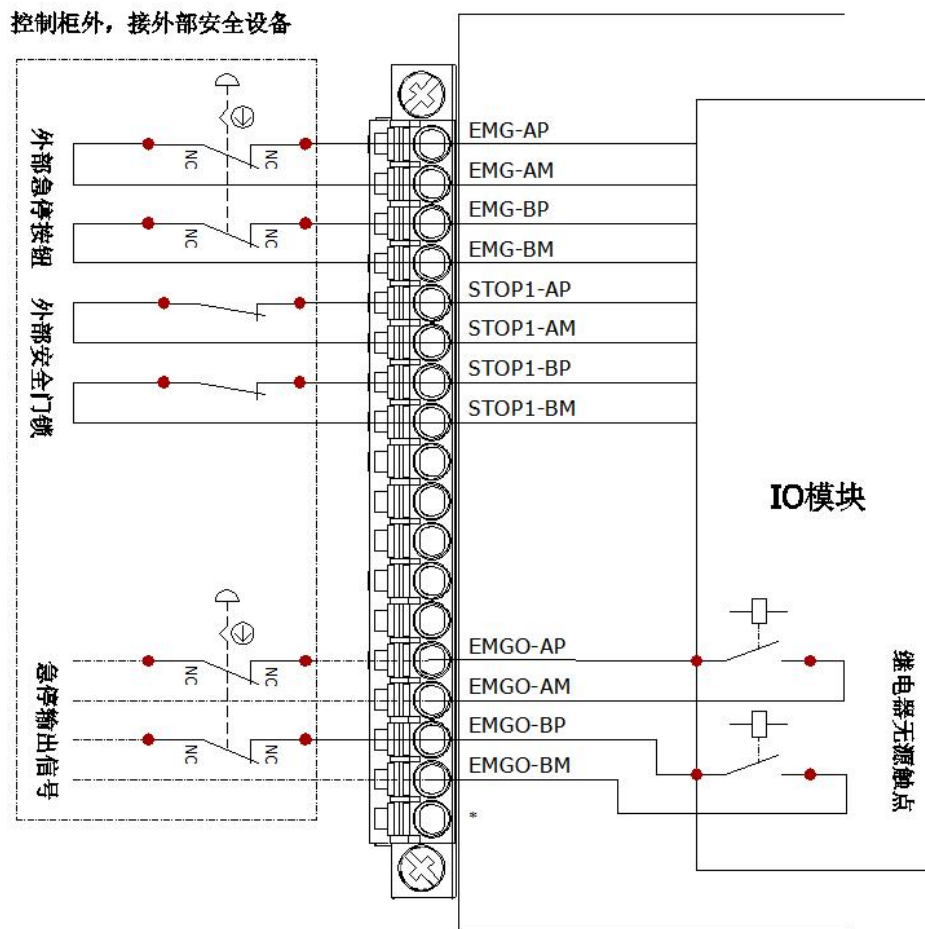 控制柜外，接外部安全设备
外部急停按钮
NC
NC
NC
NC
外部安全门锁
NC
NC
NC
NC
急停输出信号
EMG-AP
EMG-AM
EMG-BP
EMG-BM
STOP1-AP
STOP1-AM
STOP1-BP
STOP1-BM
EMGO-AP
EMGO-AM
EMGO-BP
EMGO-BM
*
IO模块
继电器无源触点